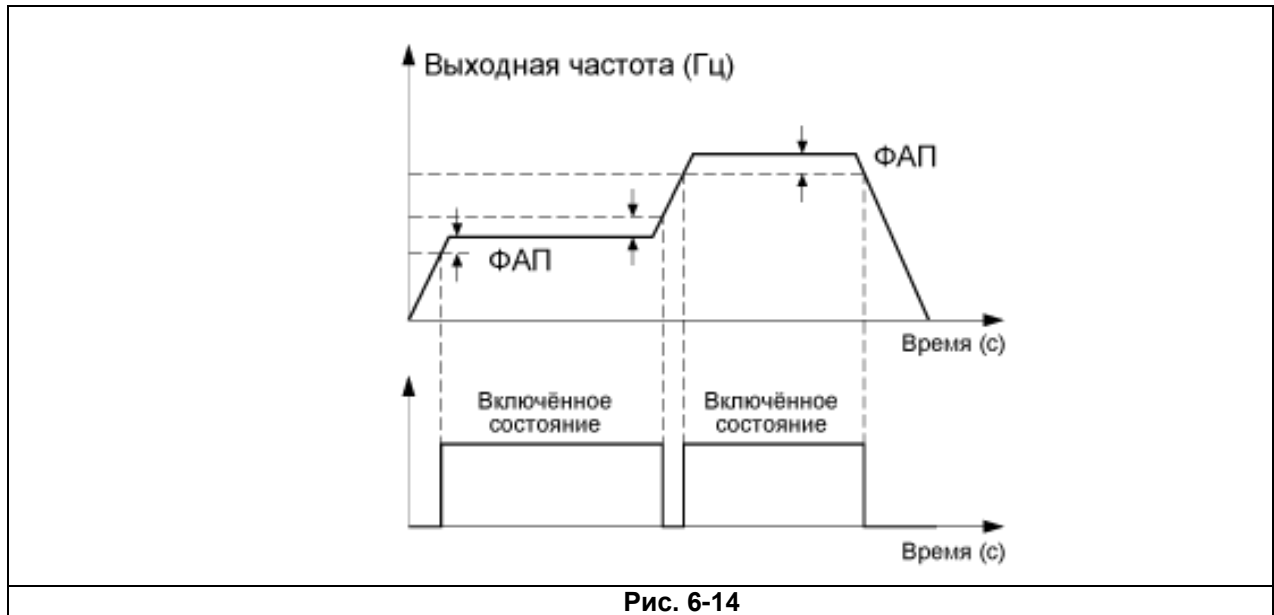 Выходная частота (Гц)
ФАП
ФАП
Время (с)
Включённое
состояние
Включённое
состояние
Время (с)
Рис. 6-14